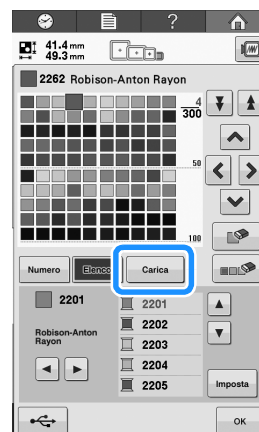 ?
41.4 mm
49.3 mm
2262 Robison-Anton Rayon
4
300
50
100
Numero
Elenco
Carica
2201
Robison-Anton
Rayon
2201
2202
2203
2204
2205
Imposta
OK